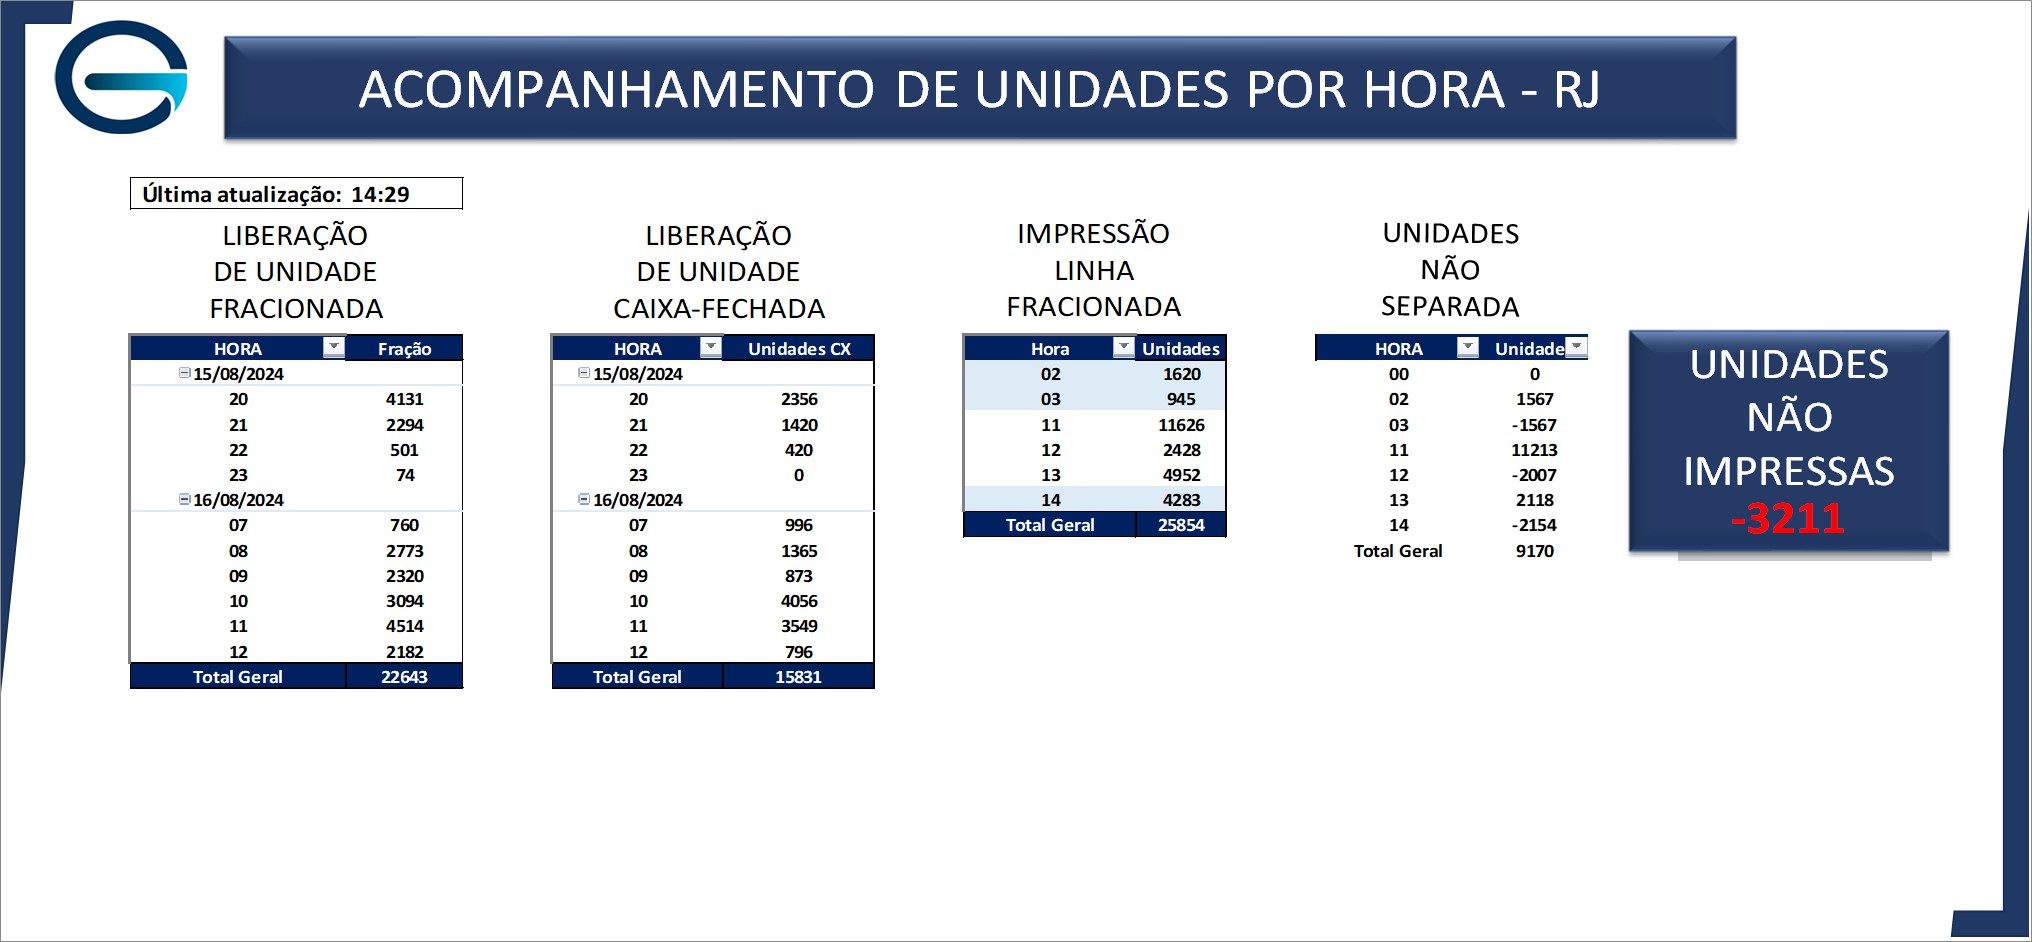 ACOMPANHAMENTO DE UNIDADES POR HORA - RJ
Última atualização: 14:29
LIBERAÇÃO
DE UNIDADE
FRACIONADA
HORA Fração
15/08/2024
20 4131
21 2294
22 501
23 74
16/08/2024
07 760
08 2773
09 2320
10 3094
11 4514
12 2182
Total Geral 22643
LIBERAÇÃO
DE UNIDADE
CAIXA-FECHADA
HORA Unidades CX
15/08/2024
20 2356
21 1420
22 420
23 0
16/08/2024
07 996
08 1365
09 873
10 4056
11 3549
12 796
Total Geral 15831
IMPRESSÃO
LINHA
FRACIONADA
Hora Unidades
02 1620
03 945
11 11626
12 2428
13 4952
14 4283
Total Geral 25854
UNIDADES
NÃO
SEPARADA
HORA Unidade
00 0
02 1567
03 -1567
11 11213
12 -2007
13 2118
14 -2154
Total Geral 9170
UNIDADES
NÃO
IMPRESSAS
-3211